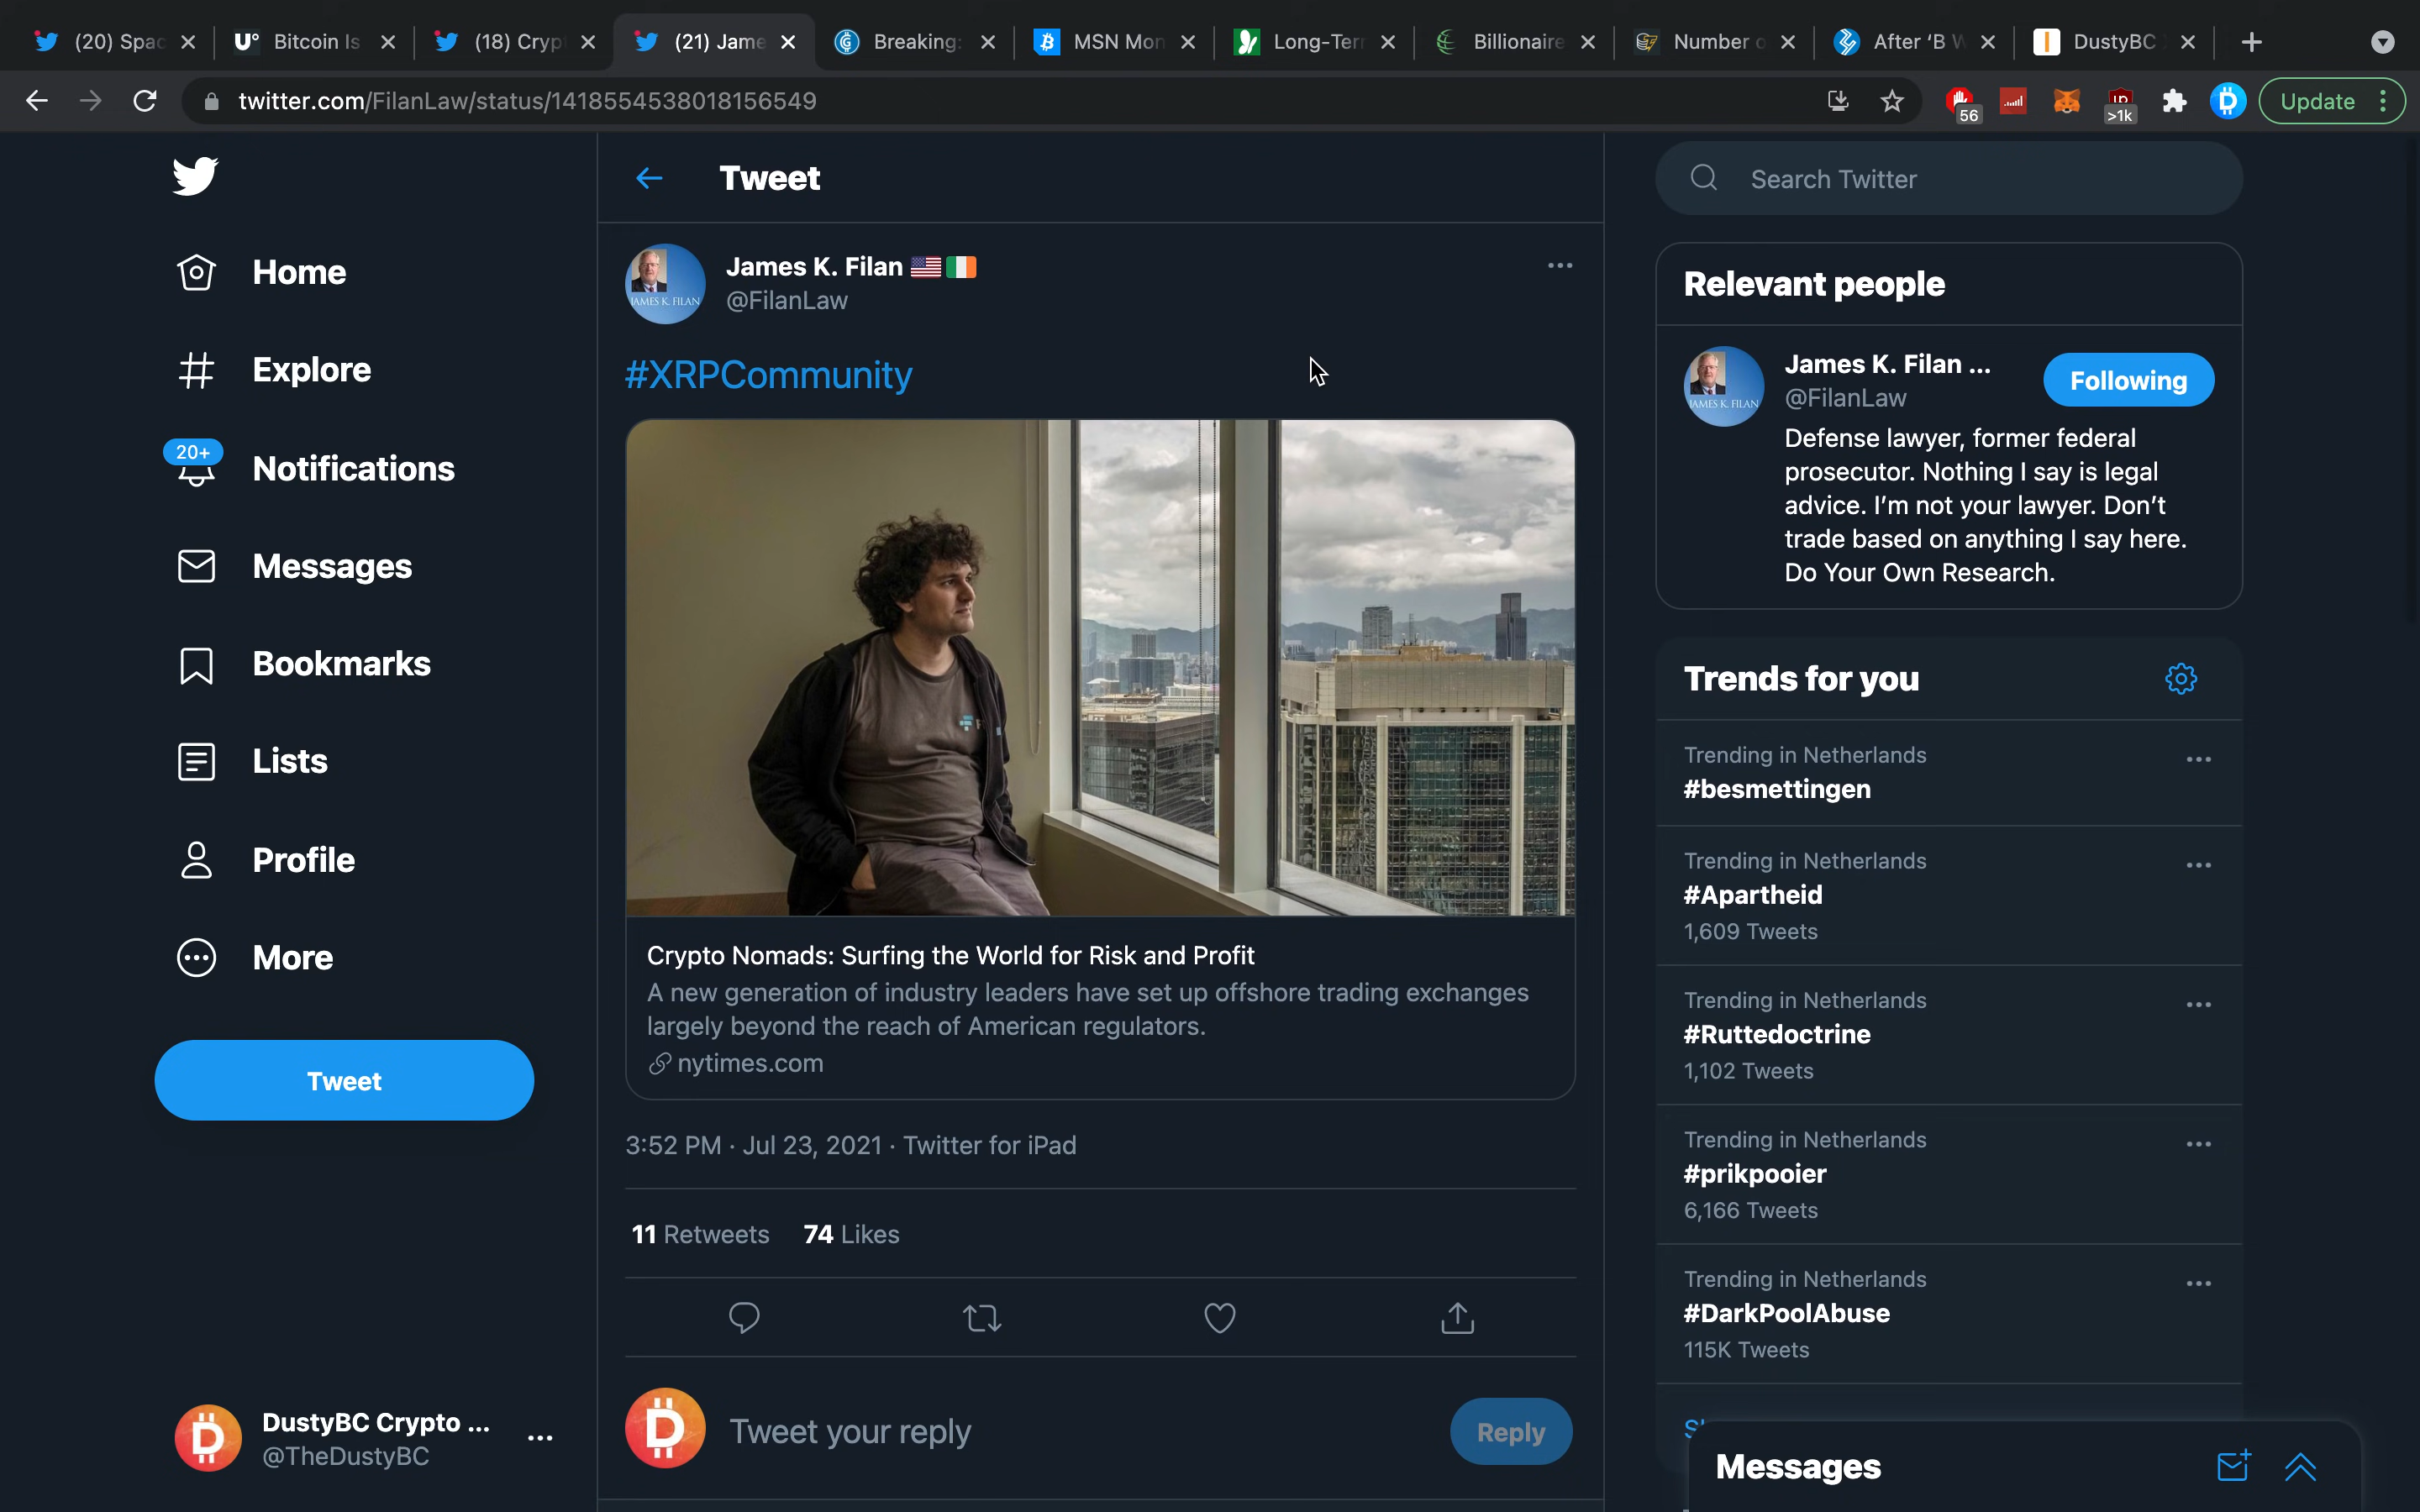 (20) Spac
Bitcoin Is
(18) Cryp
(21) Jame
Breaking:
MSN Mon
Long-Terr
Billionaire
Number o
After ‘B W
DustyBC
twitter.com/FilanLaw/status/1418554538018156549
56
>1k
Update
Home
Explore
20+
Notifications
Messages
Bookmarks
Lists
Profile
More
Tweet
DustyBC Crypto ...
@TheDustyBC
Tweet
James K. Filan
@FilanLaw
JAMES K. FILAN
#XRPCommunity
Crypto Nomads: Surfing the World for Risk and Profit
A new generation of industry leaders have set up offshore trading exchanges
largely beyond the reach of American regulators.
nytimes.com
3:52 PM · Jul 23, 2021 · Twitter for iPad
11 Retweets 74 Likes
Tweet your reply
Reply
Search Twitter
Relevant people
James K. Filan ...
@FilanLaw
JAMES K. FILAN
Following
Defense lawyer, former federal
prosecutor. Nothing I say is legal
advice. I’m not your lawyer. Don’t
trade based on anything I say here.
Do Your Own Research.
Trends for you
Trending in Netherlands
#besmettingen
Trending in Netherlands
#Apartheid
1,609 Tweets
Trending in Netherlands
#Ruttedoctrine
1,102 Tweets
Trending in Netherlands
#prikpooier
6,166 Tweets
Trending in Netherlands
#DarkPoolAbuse
115K Tweets
Messages